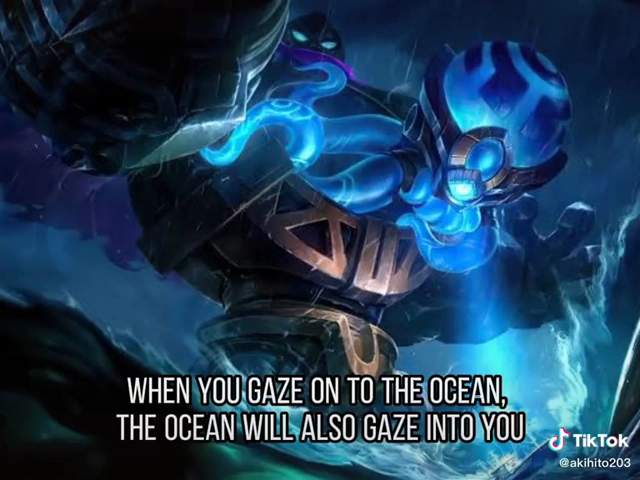 WHEN YOU GAZE ON TO THE OCEAN,
THE OCEAN WILL ALSO GAZE INTO YOU
TikTok
@akihito203